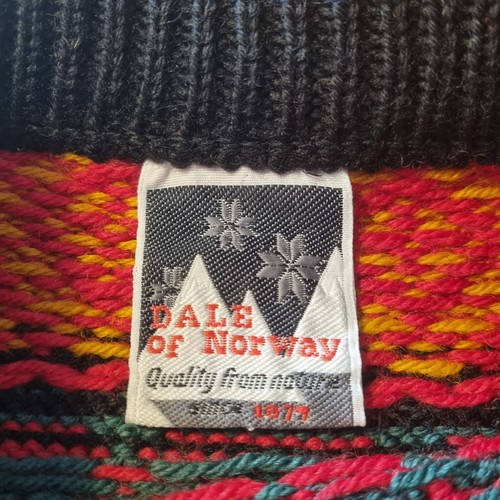 DALE
of Norway
Quality from nature
since 1879